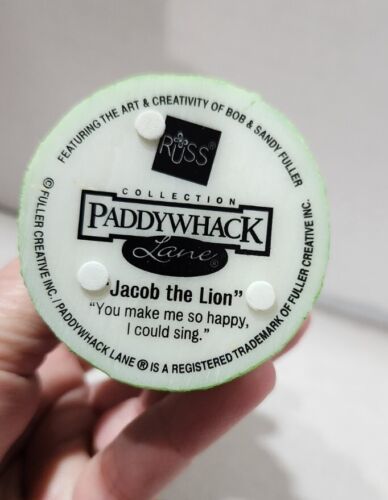 FEATURING THE ART & CREATIVITY OF BOB & SANDY FULLER
RUSS®
COLLECTION
PADDYWHACK
Lane®
"Jacob the Lion"
"You make me so happy,
I could sing."
© FULLER CREATIVE INC. / PADDYWHACK LANE ® IS A REGISTERED TRADEMARK OF FULLER CREATIVE INC.